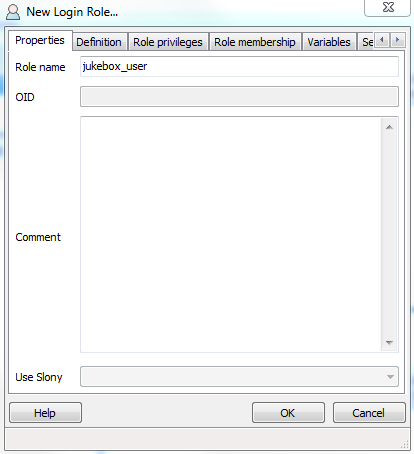 New Login Role...
Properties Definition Role privileges Role membership Variables Se
Role name jukebox_user
OID
Comment
Use Slony
Help OK Cancel